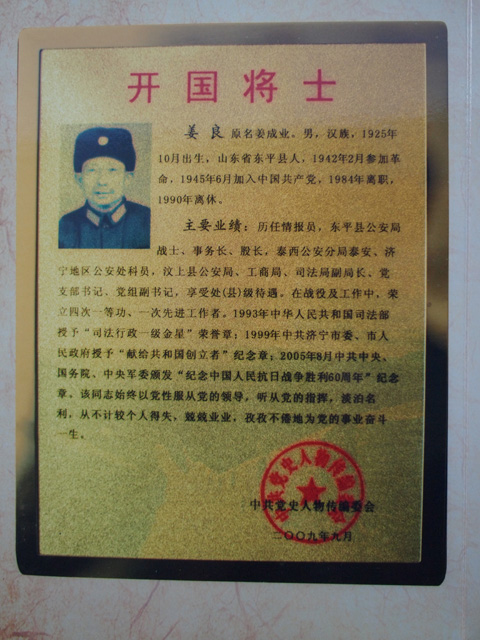 开国将士
姜良 原名姜成业。男，汉族，1925年
10月出生，山东省东平县人，1942年2月参加革
命，1945年6月加入中国共产党，1984年离职，
1990年离休。
主要业绩：历任情报员，东平县公安局
战士、事务长、股长，泰西公安分局泰安、济
宁地区公安处科员，汶上县公安局、工商局、司法局副局长、党
支部书记、党组副书记，享受处(县)级待遇。在战役及工作中，荣
立四次一等功、一次先进工作者。1993年中华人民共和国司法部
授予“司法行政一级金星”荣誉章；1999年中共济宁市委、市人
民政府授予“献给共和国创立者”纪念章；2005年8月中共中央、
国务院、中央军委颁发“纪念中国人民抗日战争胜利60周年”纪念
章。该同志始终以党性服从党的领导，听从党的指挥，淡泊名
利，从不计较个人得失，兢兢业业，孜孜不倦地为党的事业奋斗
一生。
中共党史人物传编委会
中共党史人物传编委会
二〇〇九年九月